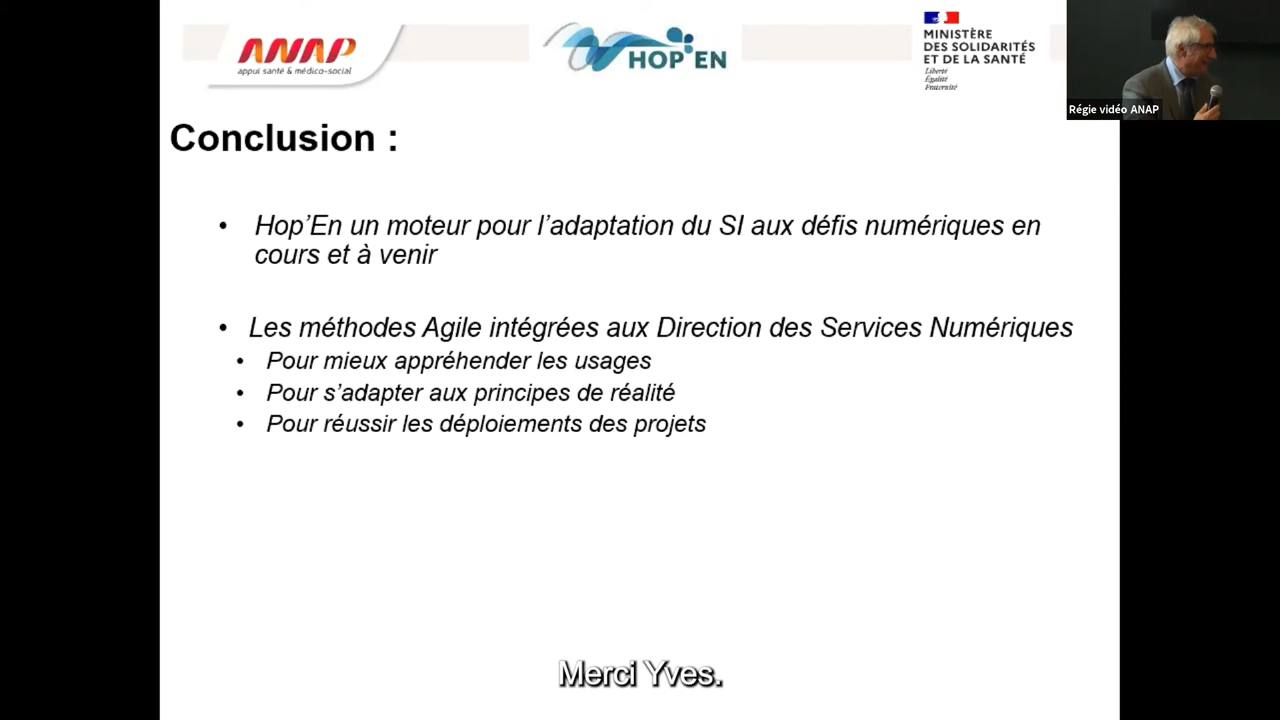 ANAP
appui santé & médico-social
HOP'EN
MINISTÈRE
DES SOLIDARITÉS
ET DE LA SANTÉ
Liberté
Égalité
Fraternité
Régie vidéo ANAP
Conclusion :
• Hop’En un moteur pour l’adaptation du SI aux défis numériques en
cours et à venir
• Les méthodes Agile intégrées aux Direction des Services Numériques
• Pour mieux appréhender les usages
• Pour s’adapter aux principes de réalité
• Pour réussir les déploiements des projets
Merci Yves.